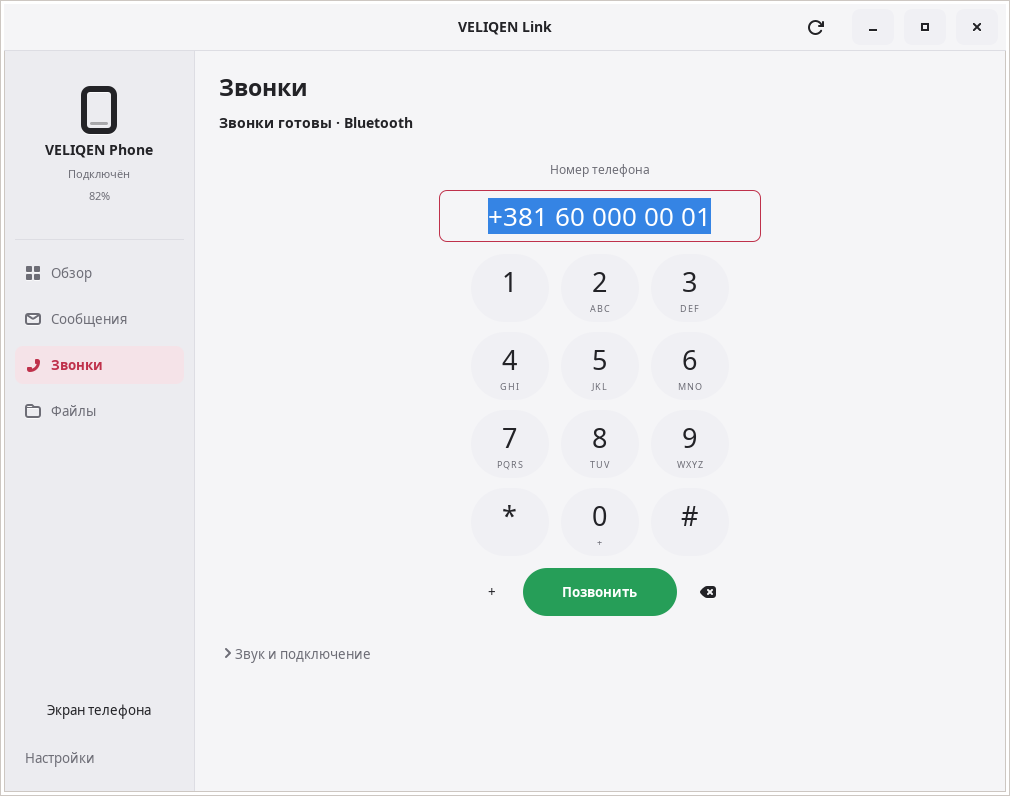 VELIQEN Link
VELIQEN Phone
Подключён
82%
Обзор
Сообщения
Звонки
Файлы
Экран телефона
Настройки
Звонки
Звонки готовы · Bluetooth
Номер телефона
+381 60 000 00 01
1 2 3
ABC DEF
4 5 6
GHI JKL MNO
7 8 9
PQRS TUV WXYZ
* 0 #
+
+ Позвонить
Звук и подключение